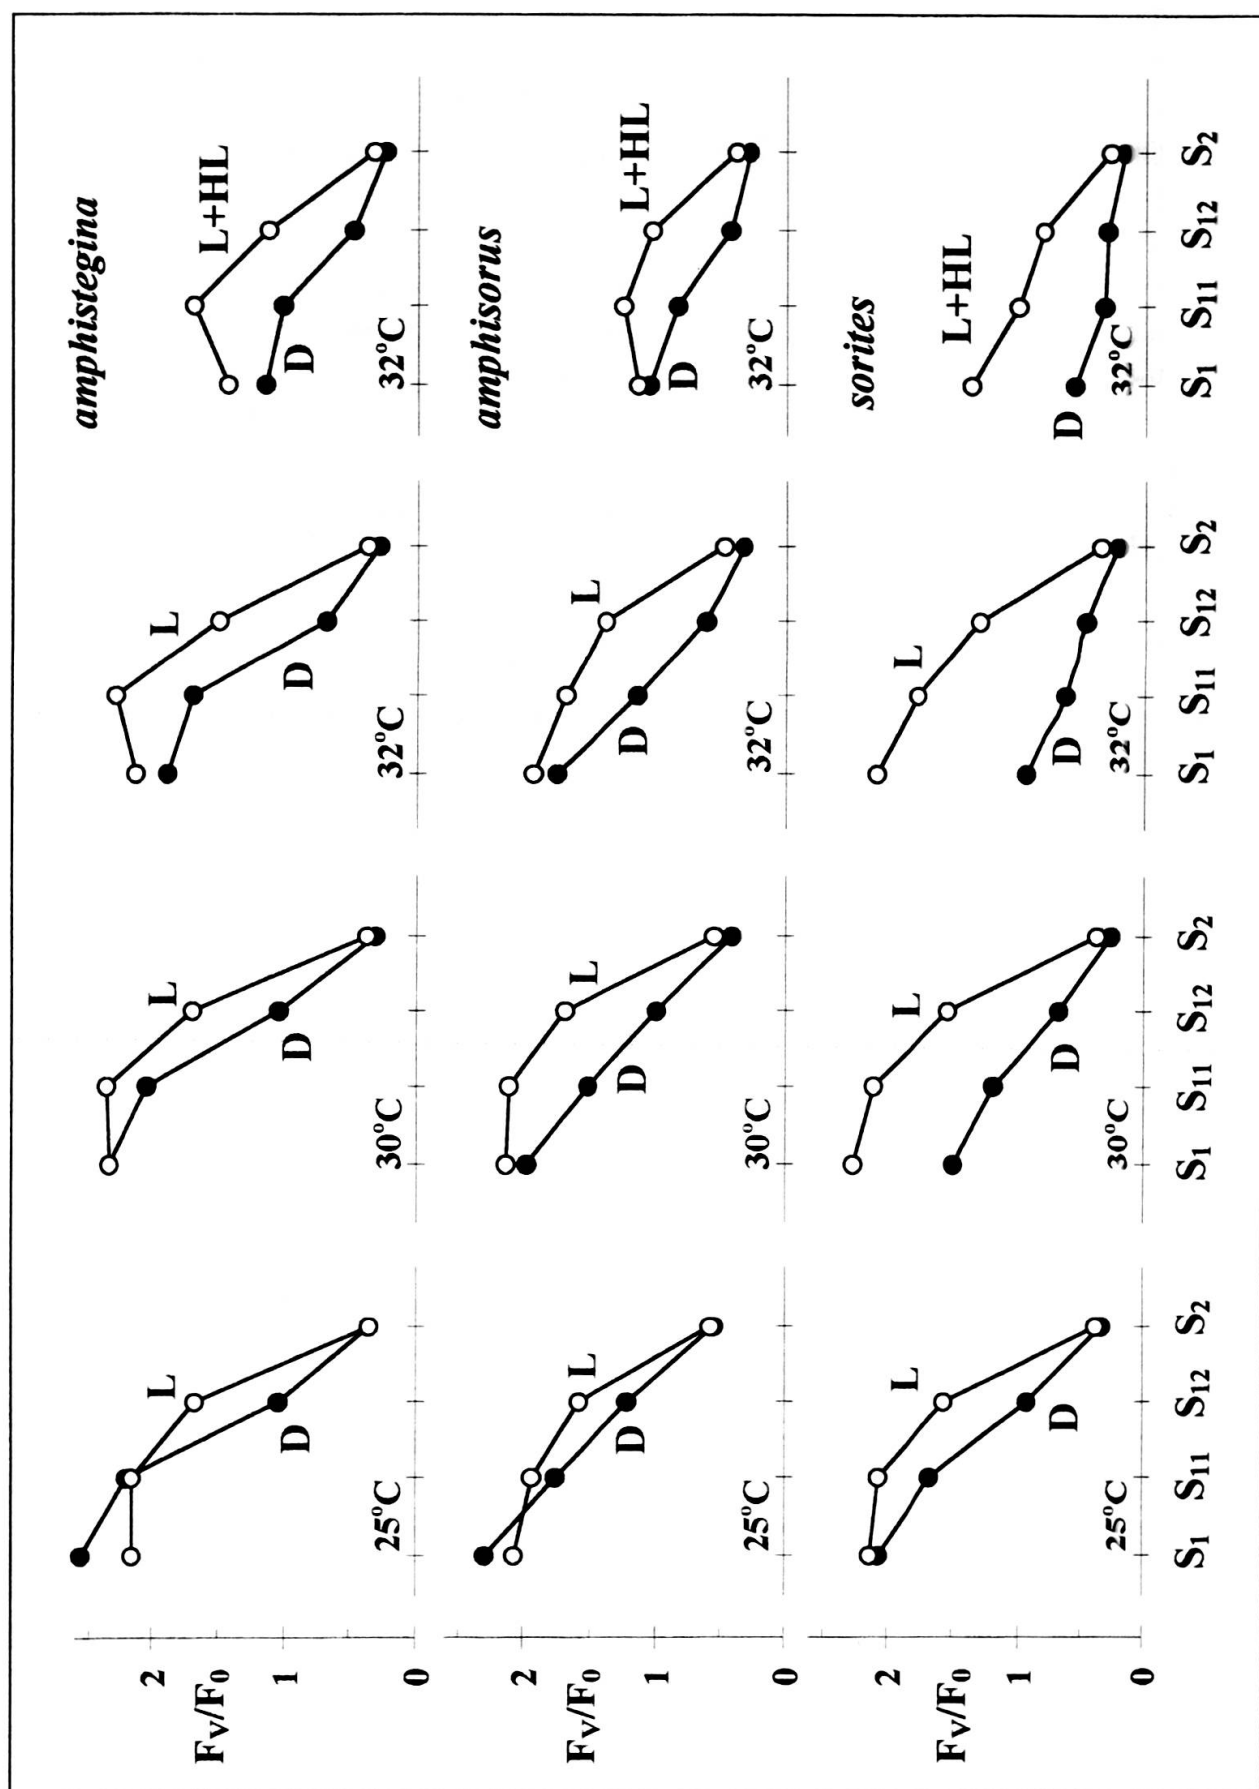 amphistegina
2
L L L
Fv/F0 L+HL
1
D D D D
25°C 30°C 32°C 32°C
0
amphisorus
2
L L L L+HL
Fv/F0
1
D D D D
25°C 30°C 32°C 32°C
0
sorites
2
L L L L+HL
Fv/F0
1
D D D D
25°C 30°C 32°C 32°C
0
S1 S11 S12 S2 S1 S11 S12 S2 S1 S11 S12 S2 S1 S11 S12 S2